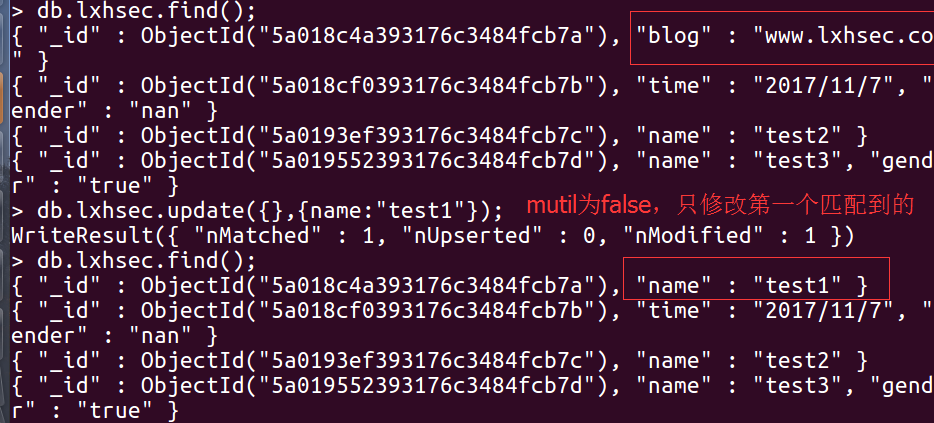 > db.lxhsec.find();
{ "_id" : ObjectId("5a018c4a393176c3484fcb7a"), "blog" : "www.lxhsec.co
" }
{ "_id" : ObjectId("5a018cf0393176c3484fcb7b"), "time" : "2017/11/7", "
ender" : "nan" }
{ "_id" : ObjectId("5a0193ef393176c3484fcb7c"), "name" : "test2" }
{ "_id" : ObjectId("5a019552393176c3484fcb7d"), "name" : "test3", "gend
r" : "true" }
> db.lxhsec.update({},{name:"test1"}); mutil为false，只修改第一个匹配到的
WriteResult({ "nMatched" : 1, "nUpserted" : 0, "nModified" : 1 })
> db.lxhsec.find();
{ "_id" : ObjectId("5a018c4a393176c3484fcb7a"), "name" : "test1" }
{ "_id" : ObjectId("5a018cf0393176c3484fcb7b"), "time" : "2017/11/7", "
ender" : "nan" }
{ "_id" : ObjectId("5a0193ef393176c3484fcb7c"), "name" : "test2" }
{ "_id" : ObjectId("5a019552393176c3484fcb7d"), "name" : "test3", "gend
r" : "true" }